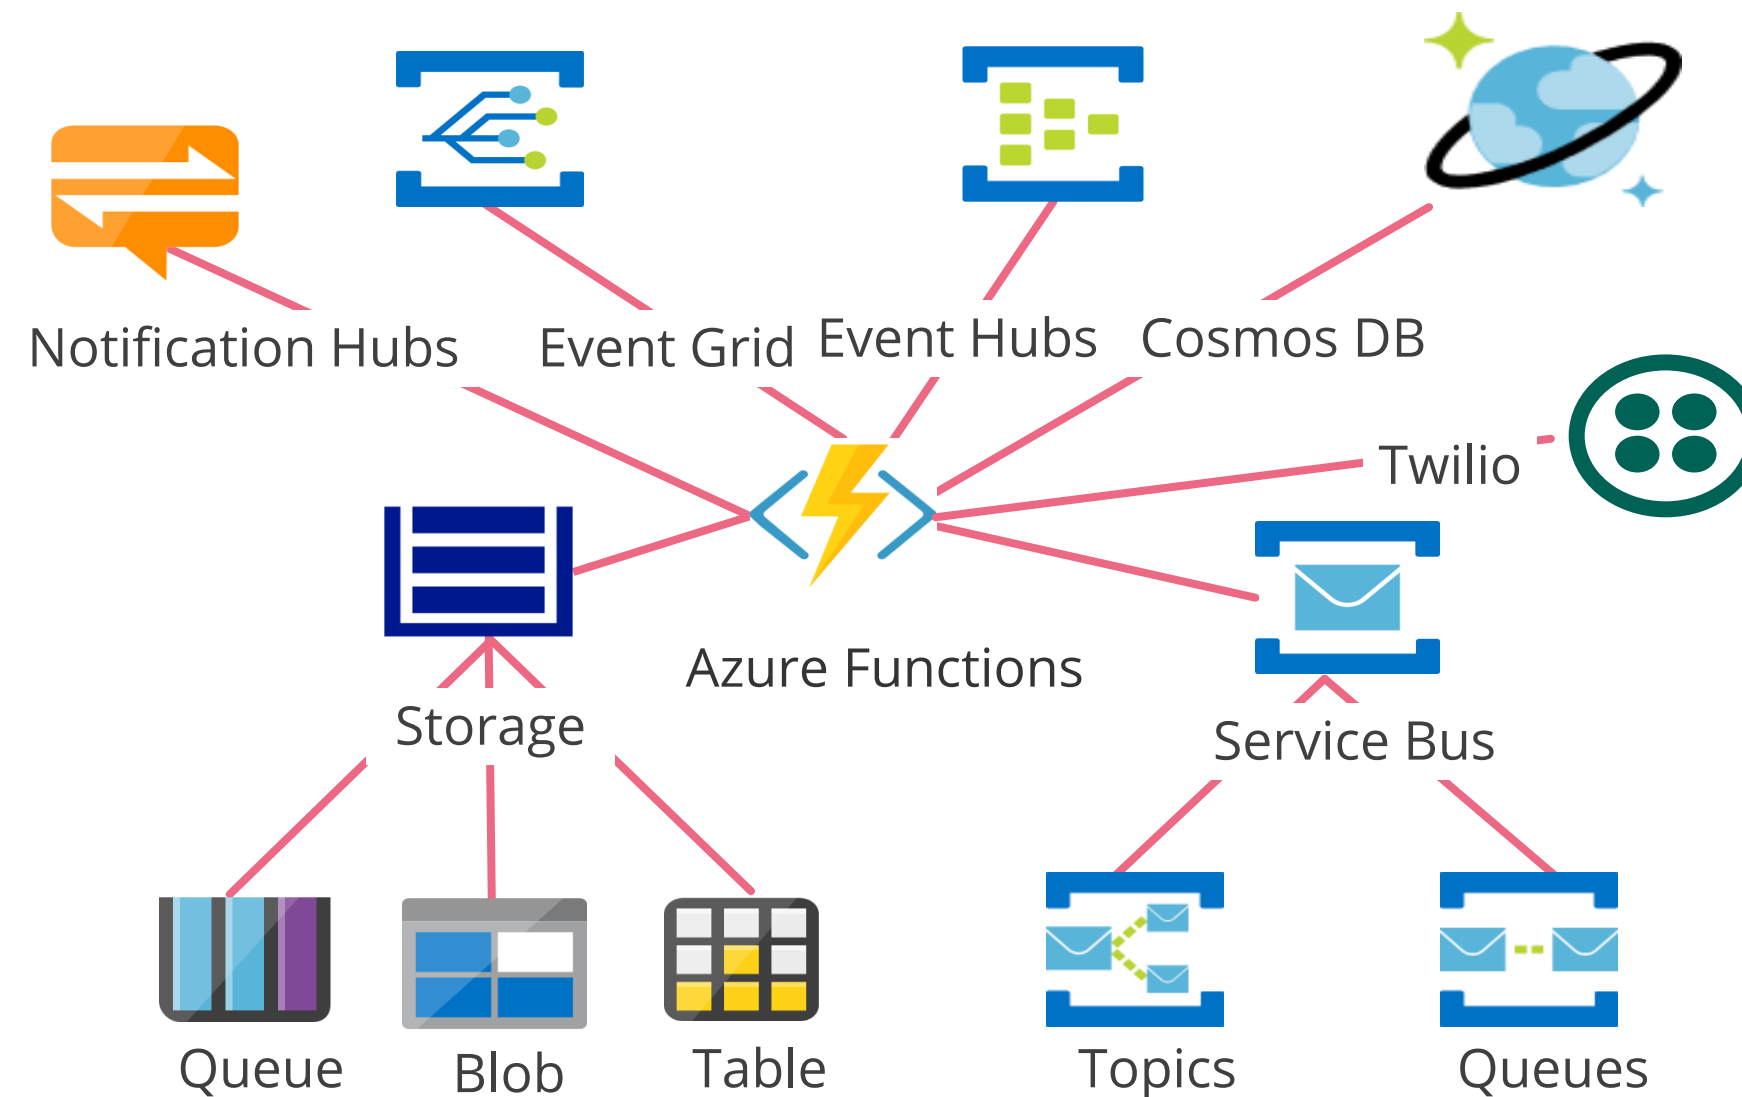 Notification Hubs
Event Grid
Event Hubs
Cosmos DB
Twilio
Azure Functions
Storage
Service Bus
Queue
Blob
Table
Topics
Queues